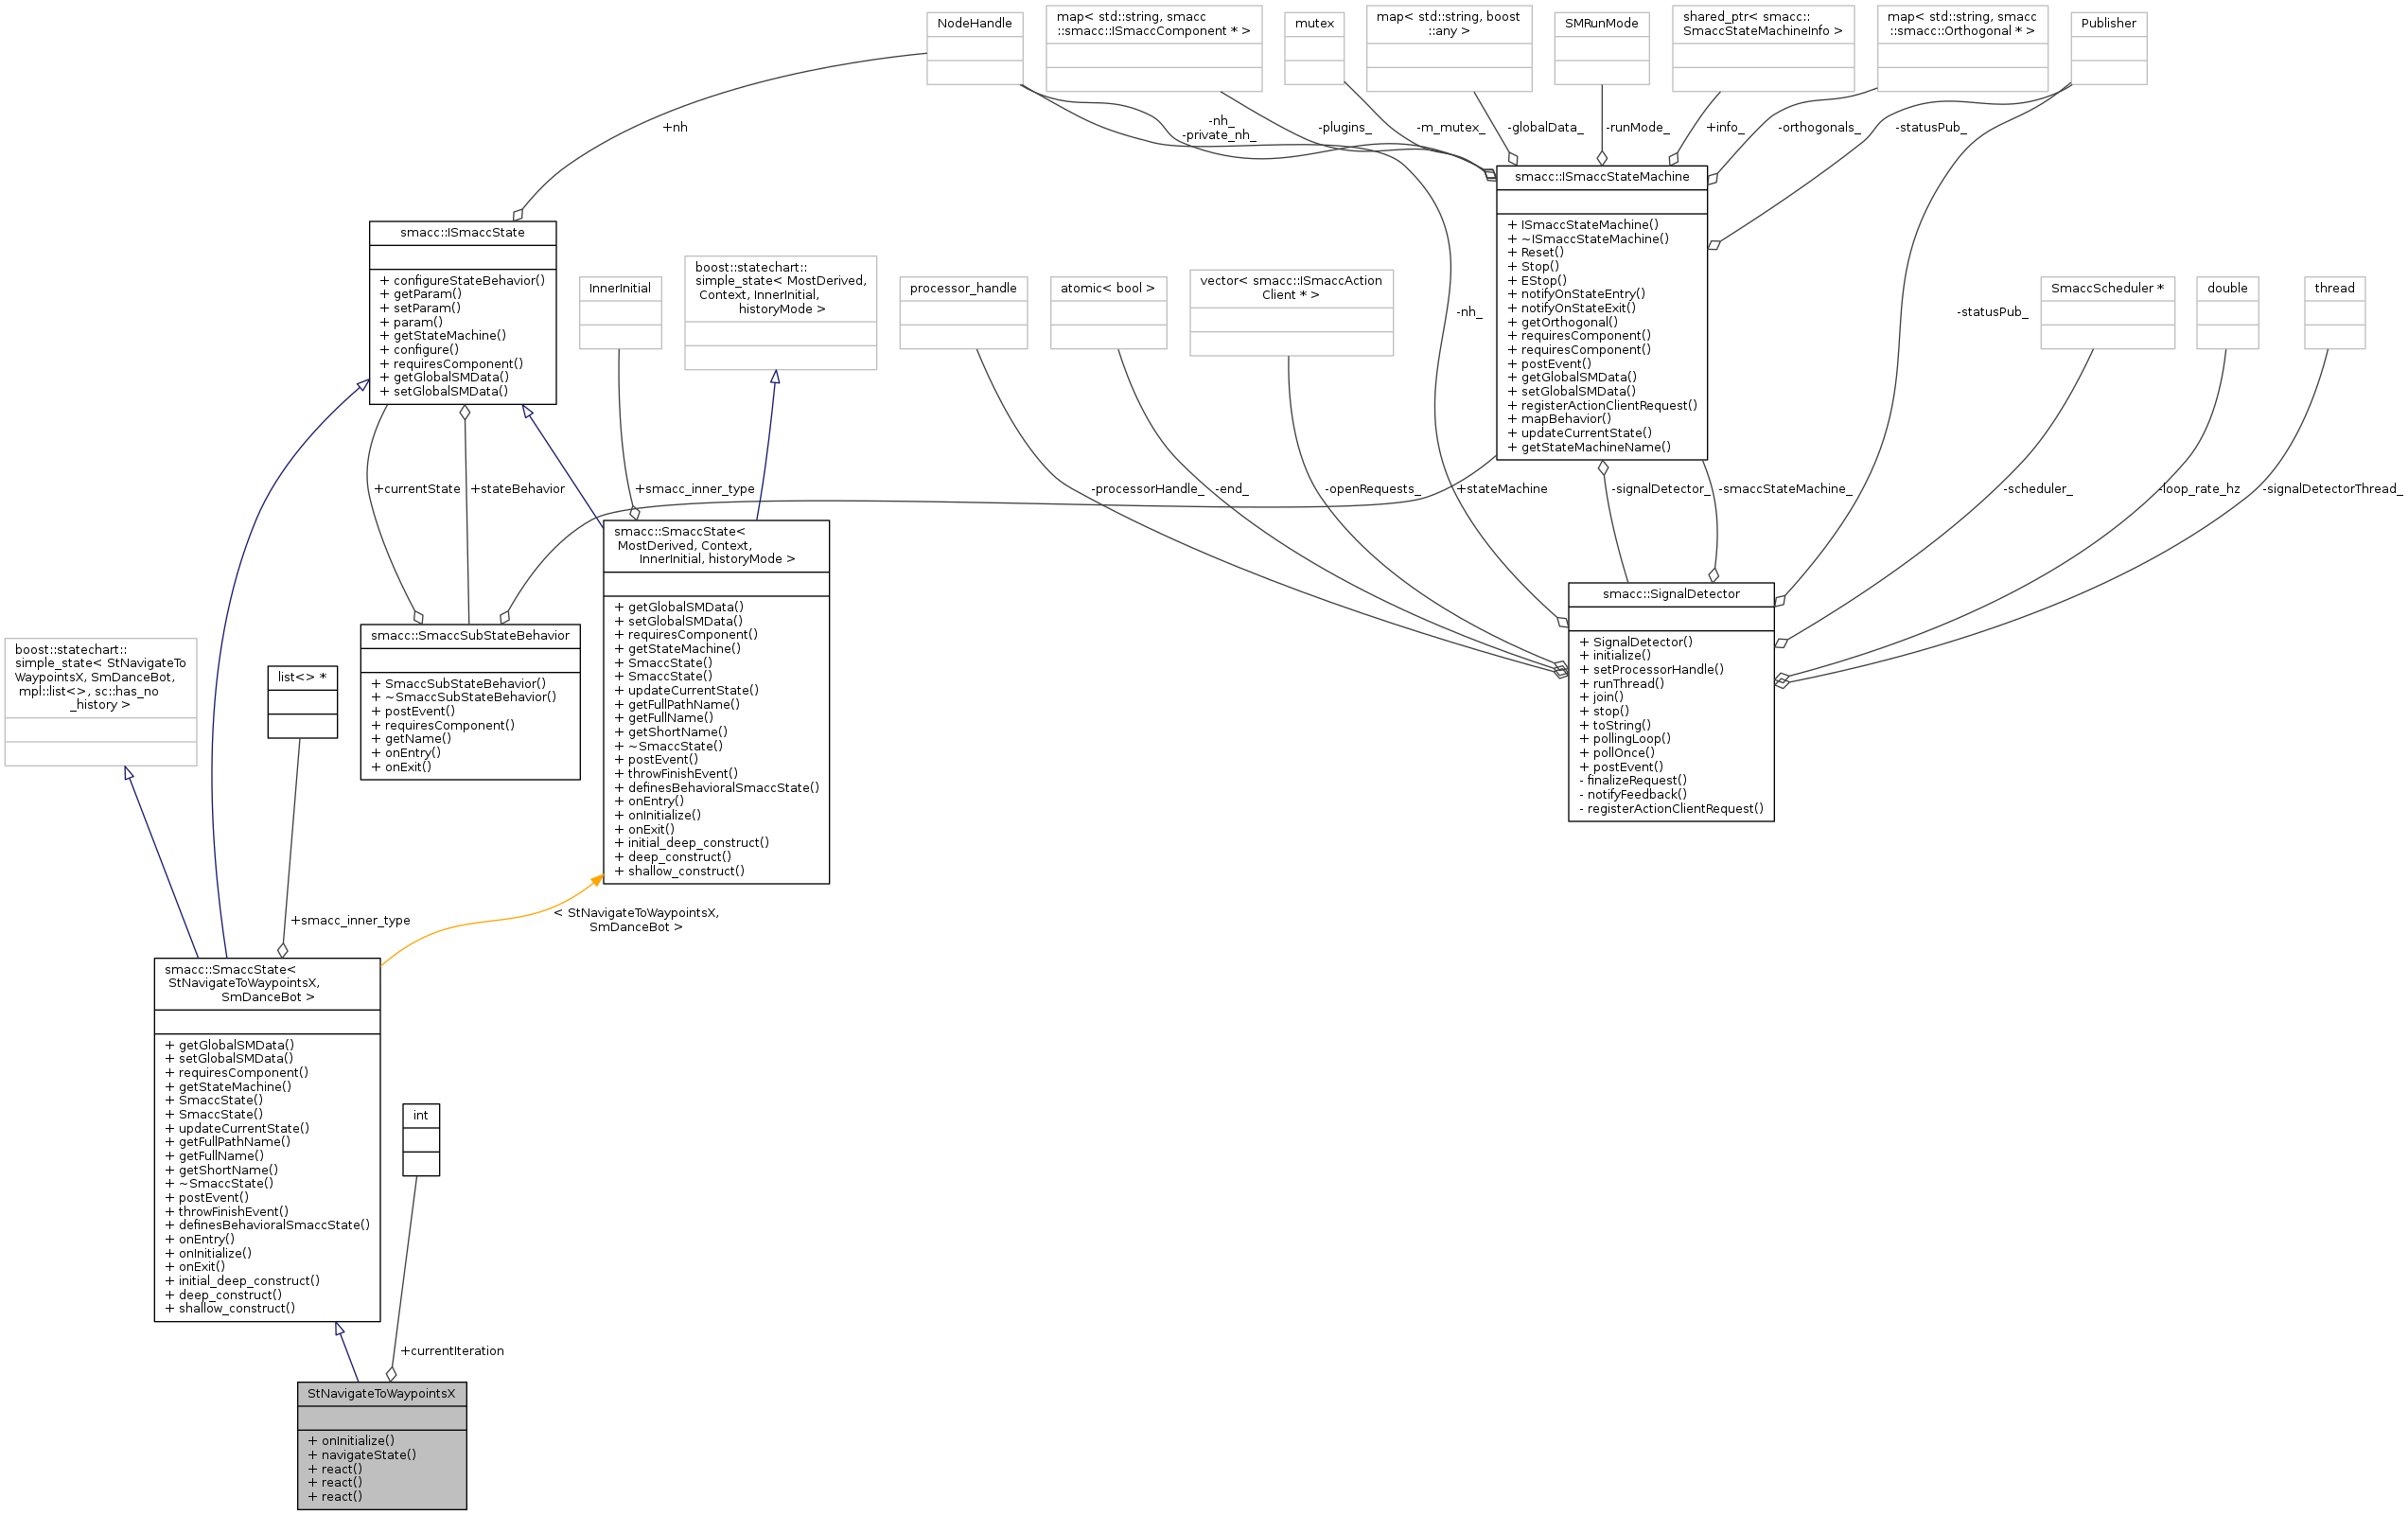 NodeHandle
map< std::string, smacc
::smacc::ISmaccComponent * >
mutex
map< std::string, boost
::any >
SMRunMode
shared_ptr< smacc::
SmaccStateMachineInfo >
map< std::string, smacc
::smacc::Orthogonal * >
Publisher
+nh
-nh_
-private_nh_
-plugins_
-m_mutex_
-globalData_
-runMode_
+info_
-orthogonals_
-statusPub_
smacc::ISmaccStateMachine
+ ISmaccStateMachine()
+ ~ISmaccStateMachine()
+ Reset()
+ Stop()
+ EStop()
+ notifyOnStateEntry()
+ notifyOnStateExit()
+ getOrthogonal()
+ requiresComponent()
+ requiresComponent()
+ postEvent()
+ getGlobalSMData()
+ setGlobalSMData()
+ registerActionClientRequest()
+ mapBehavior()
+ updateCurrentState()
+ getStateMachineName()
smacc::ISmaccState
+ configureStateBehavior()
+ getParam()
+ setParam()
+ param()
+ getStateMachine()
+ configure()
+ requiresComponent()
+ getGlobalSMData()
+ setGlobalSMData()
InnerInitial
boost::statechart::
simple_state< MostDerived,
Context, InnerInitial,
historyMode >
processor_handle
atomic< bool >
vector< smacc::ISmaccAction
Client * >
-nh_
-statusPub_
SmaccScheduler *
double
thread
+currentState
+stateBehavior
+smacc_inner_type
-processorHandle_
-end_
-openRequests_
+stateMachine
-signalDetector_
-smaccStateMachine_
-scheduler_
-loop_rate_hz
-signalDetectorThread_
smacc::SmaccState<
MostDerived, Context,
InnerInitial, historyMode >
+ getGlobalSMData()
+ setGlobalSMData()
+ requiresComponent()
+ getStateMachine()
+ SmaccState()
+ SmaccState()
+ updateCurrentState()
+ getFullPathName()
+ getFullName()
+ getShortName()
+ ~SmaccState()
+ postEvent()
+ throwFinishEvent()
+ definesBehavioralSmaccState()
+ onEntry()
+ onInitialize()
+ onExit()
+ initial_deep_construct()
+ deep_construct()
+ shallow_construct()
smacc::SignalDetector
+ SignalDetector()
+ initialize()
+ setProcessorHandle()
+ runThread()
+ join()
+ stop()
+ toString()
+ pollingLoop()
+ pollOnce()
+ postEvent()
- finalizeRequest()
- notifyFeedback()
- registerActionClientRequest()
smacc::SmaccSubStateBehavior
+ SmaccSubStateBehavior()
+ ~SmaccSubStateBehavior()
+ postEvent()
+ requiresComponent()
+ getName()
+ onEntry()
+ onExit()
boost::statechart::
simple_state< StNavigateTo
WaypointsX, SmDanceBot,
mpl::list<>, sc::has_no
_history >
list<> *
+smacc_inner_type
< StNavigateToWaypointsX,
SmDanceBot >
smacc::SmaccState<
StNavigateToWaypointsX,
SmDanceBot >
+ getGlobalSMData()
+ setGlobalSMData()
+ requiresComponent()
+ getStateMachine()
+ SmaccState()
+ SmaccState()
+ updateCurrentState()
+ getFullPathName()
+ getFullName()
+ getShortName()
+ ~SmaccState()
+ postEvent()
+ throwFinishEvent()
+ definesBehavioralSmaccState()
+ onEntry()
+ onInitialize()
+ onExit()
+ initial_deep_construct()
+ deep_construct()
+ shallow_construct()
int
+currentIteration
StNavigateToWaypointsX
+ onInitialize()
+ navigateState()
+ react()
+ react()
+ react()